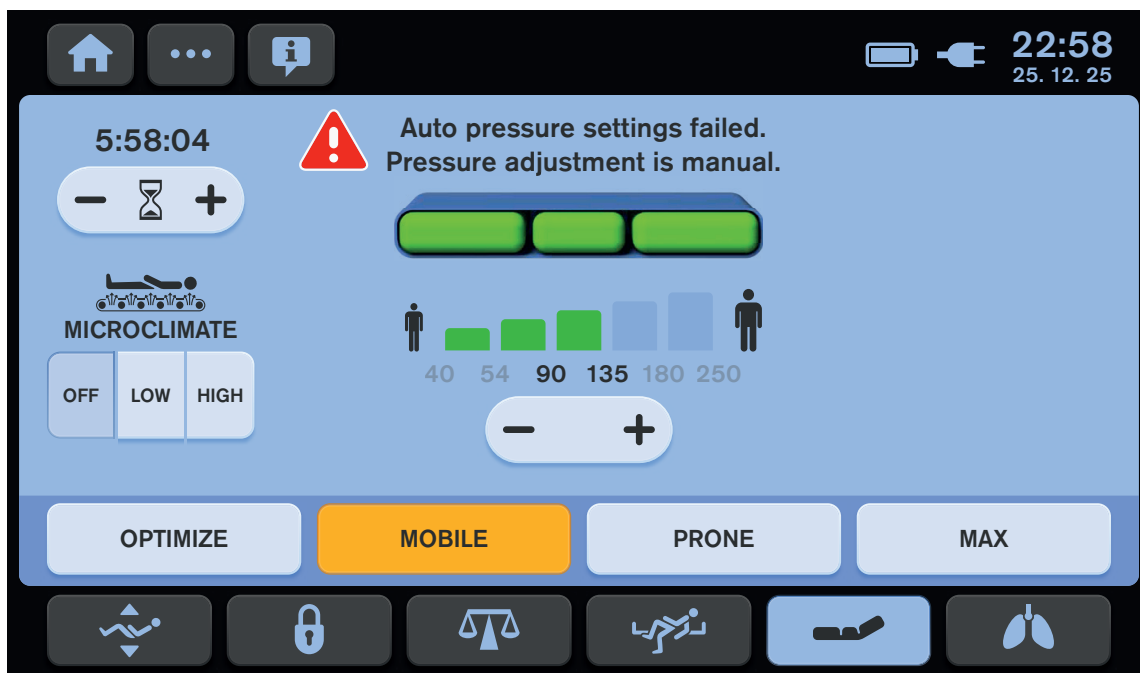 22:58
25. 12. 25
5:58:04
Auto pressure settings failed.
Pressure adjustment is manual.
MICROCLIMATE
OFF LOW HIGH
40 54 90 135 180 250
OPTIMIZE MOBILE PRONE MAX